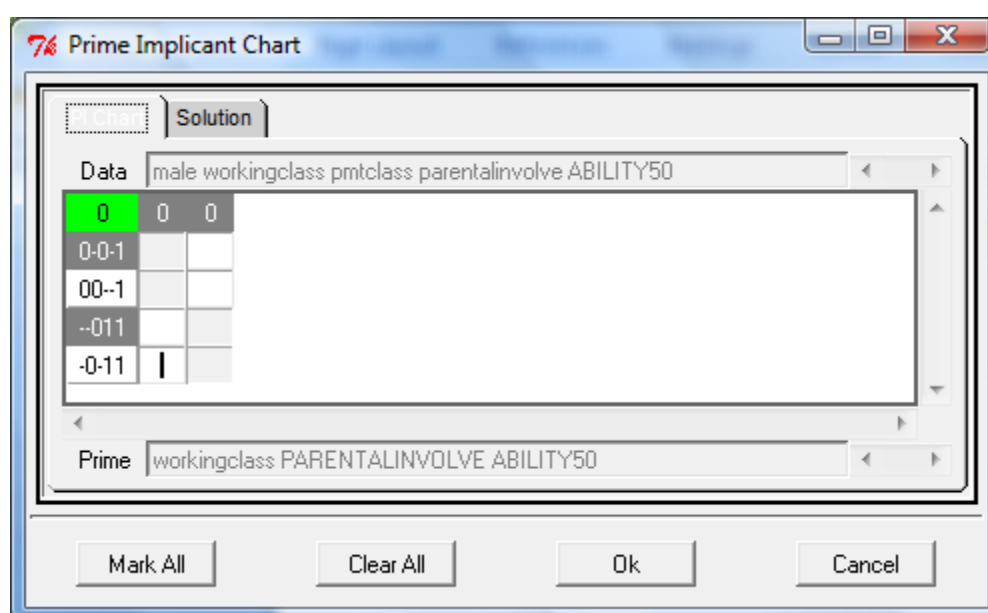 Prime Implicant Chart
PI Chart Solution
Data male workingclass pmtclass parentalinvolve ABILITY50
0 0 0
0-0-1
00--1
--011
-0-11
Prime workingclass PARENTALINVOLVE ABILITY50
Mark All Clear All Ok Cancel